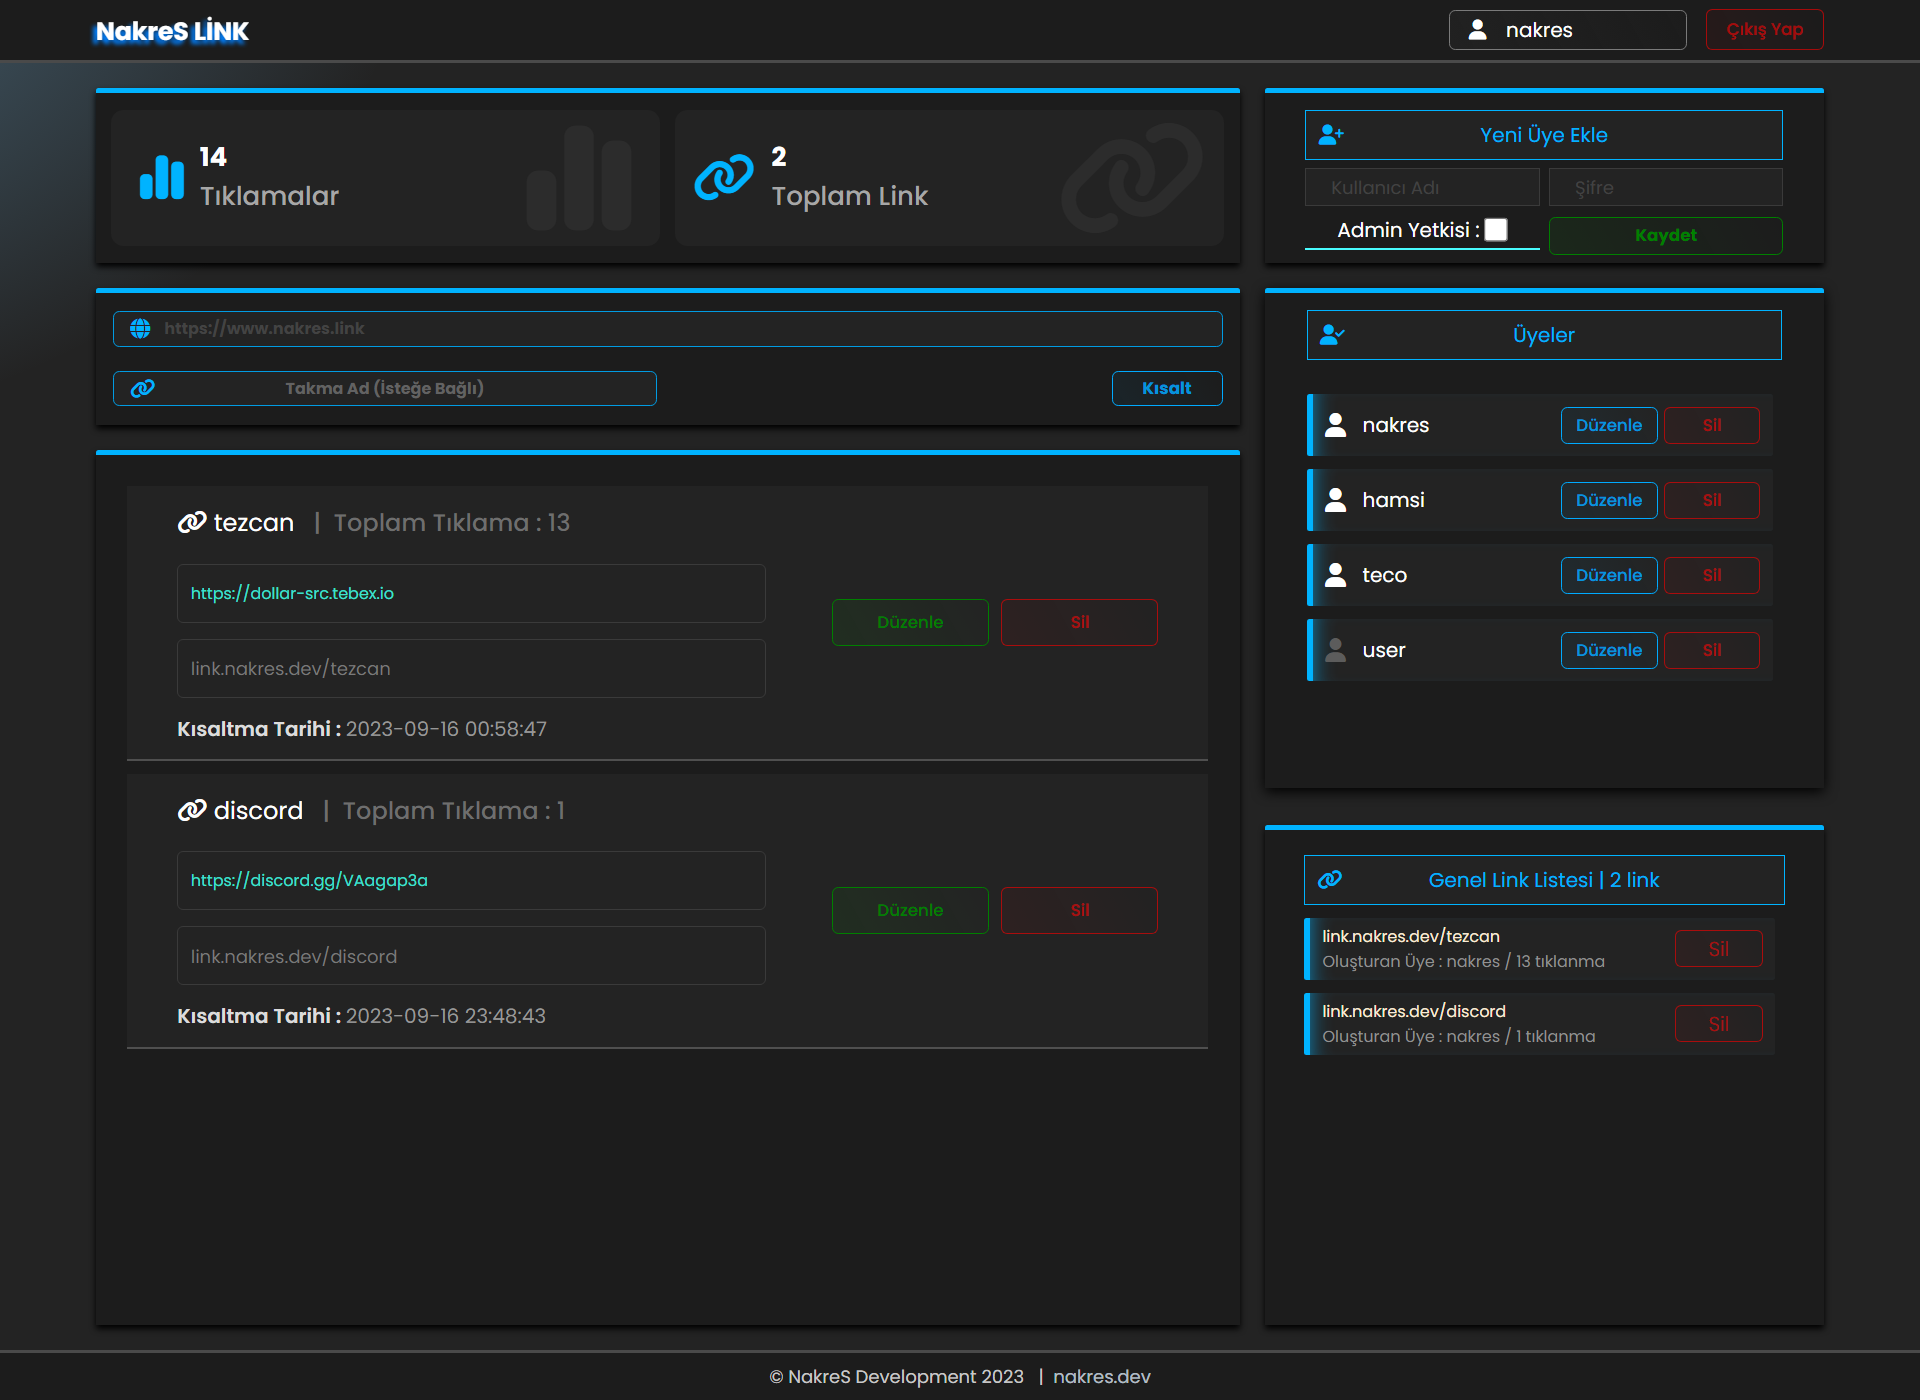 NakreS LİNK
nakres
Çıkış Yap
14
Tıklamalar
2
Toplam Link
https://www.nakres.link
Takma Ad (İsteğe Bağlı)
Kısalt
tezcan | Toplam Tıklama : 13
https://dollar-src.tebex.io
link.nakres.dev/tezcan
Düzenle
Sil
Kısaltma Tarihi : 2023-09-16 00:58:47
discord | Toplam Tıklama : 1
https://discord.gg/VAagap3a
link.nakres.dev/discord
Düzenle
Sil
Kısaltma Tarihi : 2023-09-16 23:48:43
Yeni Üye Ekle
Kullanıcı Adı
Şifre
Admin Yetkisi :
Kaydet
Üyeler
nakres Düzenle Sil
hamsi Düzenle Sil
teco Düzenle Sil
user Düzenle Sil
Genel Link Listesi | 2 link
link.nakres.dev/tezcan
Oluşturan Üye : nakres / 13 tıklanma
Sil
link.nakres.dev/discord
Oluşturan Üye : nakres / 1 tıklanma
Sil
© NakreS Development 2023 | nakres.dev